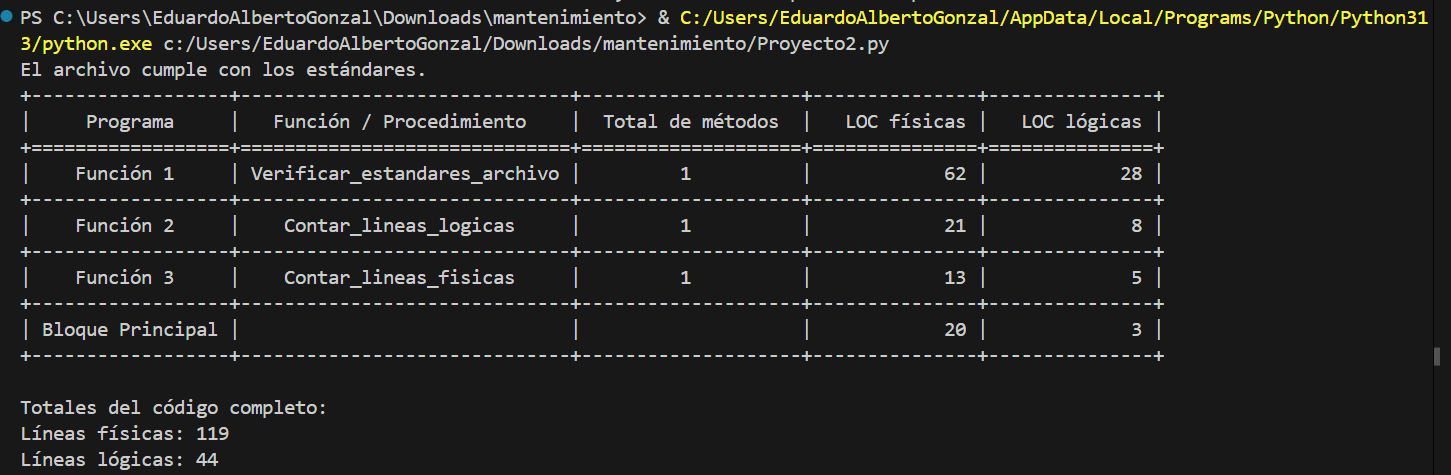 PS C:\Users\EduardoAlbertoGonzal\Downloads\mantenimiento> & C:/Users/EduardoAlbertoGonzal/AppData/Local/Programs/Python/Python31
3/python.exe c:/Users/EduardoAlbertoGonzal/Downloads/mantenimiento/Proyecto2.py
El archivo cumple con los estándares.
+------------------+------------------------------+--------------------+---------------+---------------+
|     Programa     |   Función / Procedimiento    |  Total de métodos  |   LOC físicas |   LOC lógicas |
+==================+==============================+====================+===============+===============+
|    Función 1     | Verificar_estandares_archivo |         1          |            62 |            28 |
+------------------+------------------------------+--------------------+---------------+---------------+
|    Función 2     |    Contar_lineas_logicas     |         1          |            21 |             8 |
+------------------+------------------------------+--------------------+---------------+---------------+
|    Función 3     |    Contar_lineas_fisicas     |         1          |            13 |             5 |
+------------------+------------------------------+--------------------+---------------+---------------+
| Bloque Principal |                              |                    |            20 |             3 |
+------------------+------------------------------+--------------------+---------------+---------------+
Totales del código completo:
Líneas físicas: 119
Líneas lógicas: 44